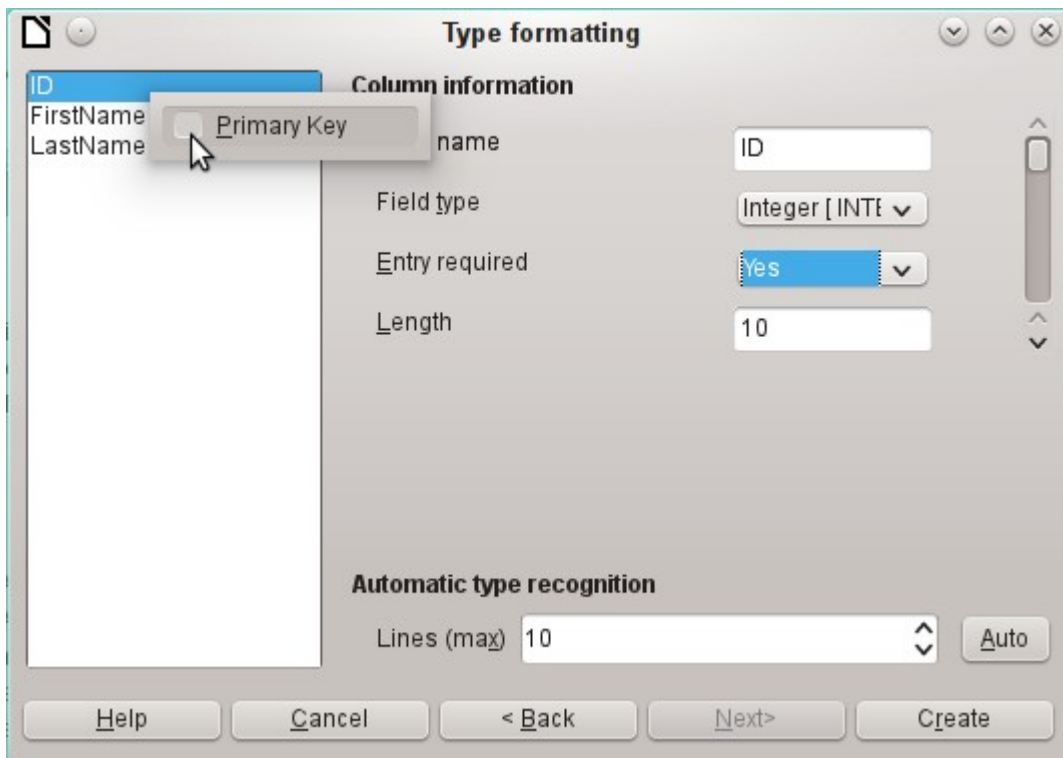 Type formatting
ID
FirstName
LastName
Primary Key
Column information
name
ID
Field type
Integer [ INTE
Entry required
Yes
Length
10
Automatic type recognition
Lines (max)
10
Auto
Help
Cancel
< Back
Next>
Create